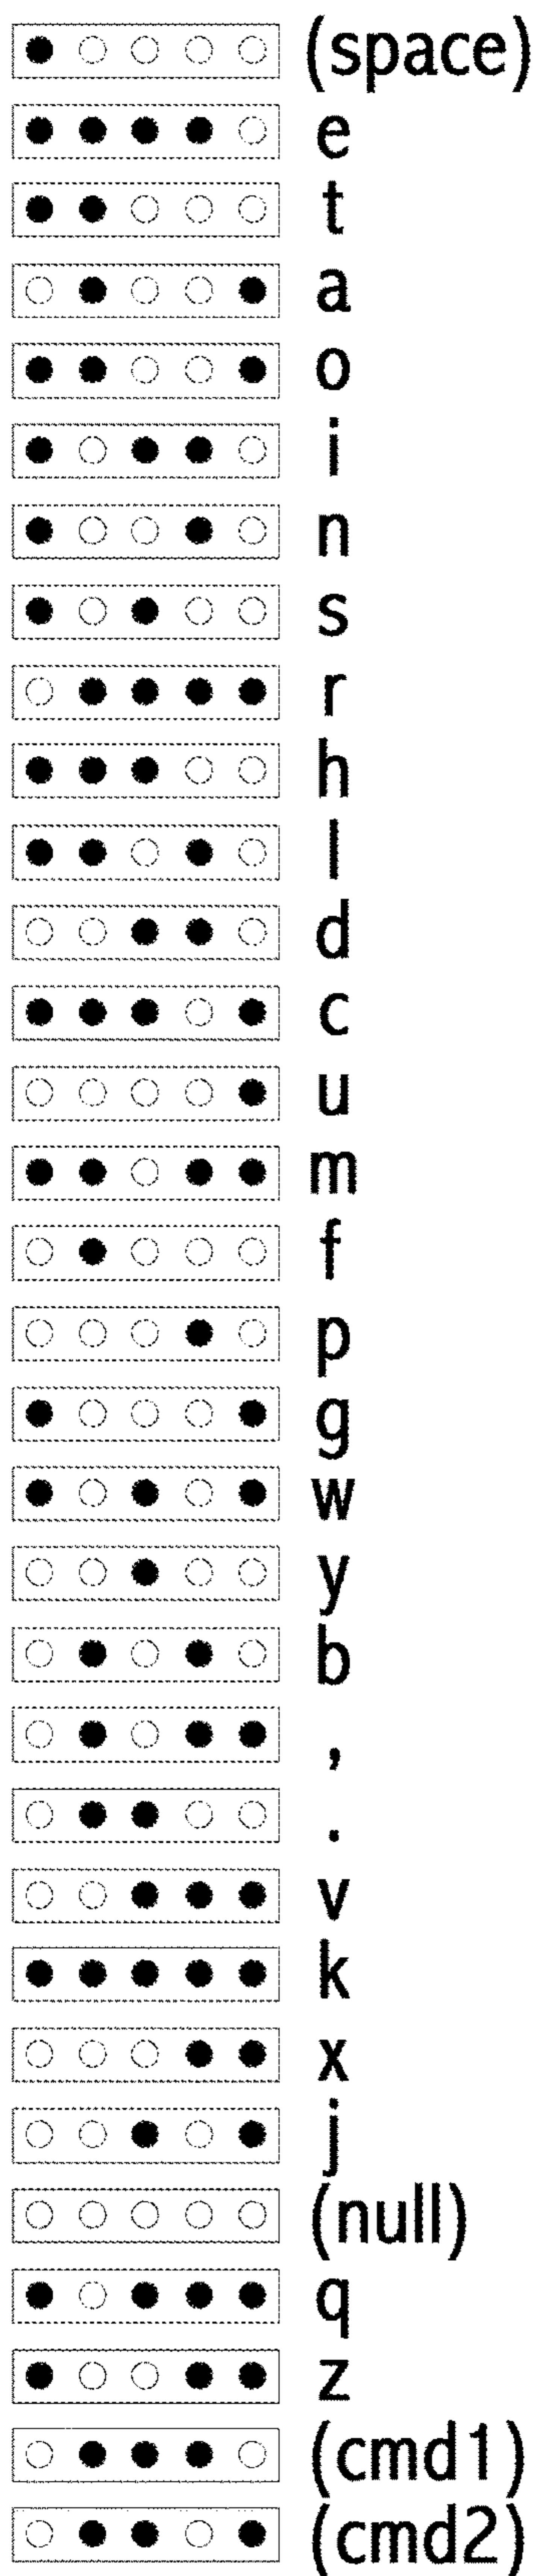 (space)
e
t
a
o
i
n
s
r
h
l
d
c
u
m
f
p
g
w
y
b
,
.
v
k
x
j
(null)
q
z
(cmd1)
(cmd2)